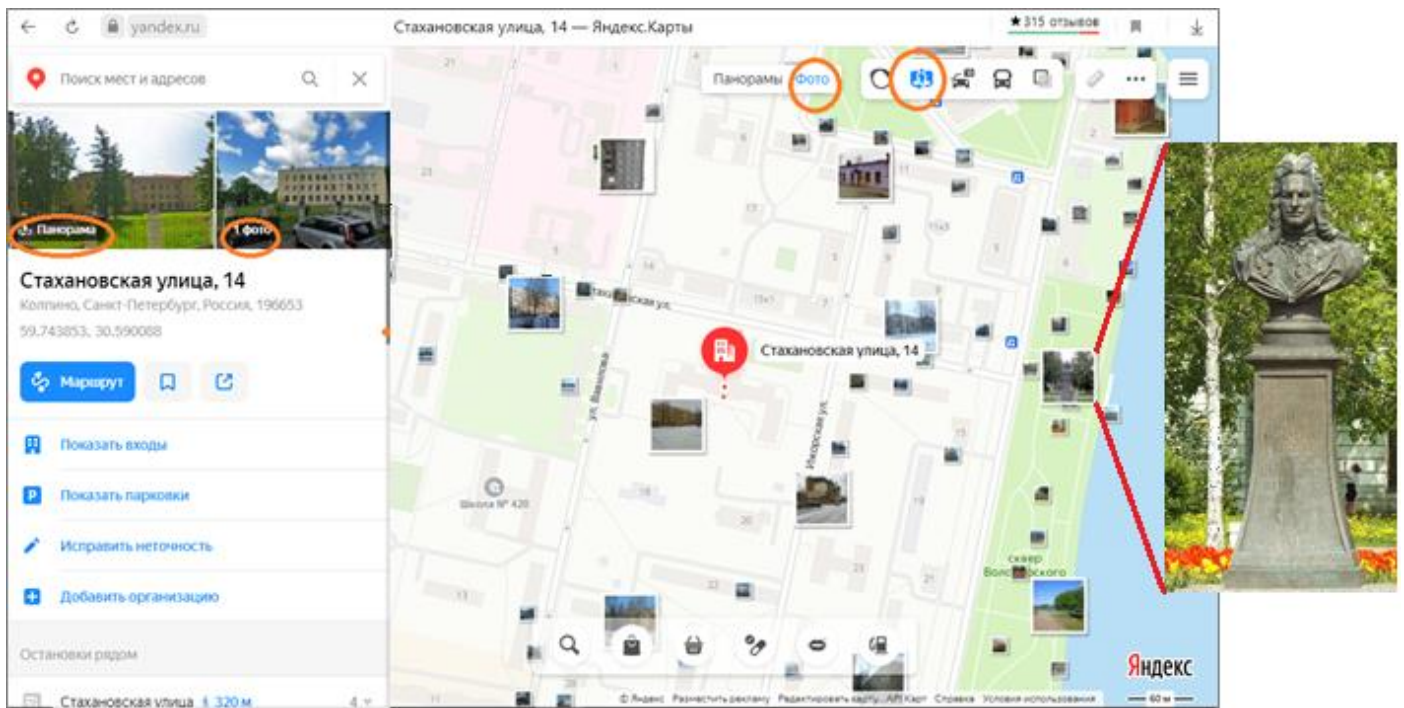 yandex.ru
Стахановская улица, 14 — Яндекс.Карты
★ 315 отзывов
Поиск мест и адресов
Панорамы Фото
Панорама
1 фото
Стахановская улица, 14
Колпино, Санкт-Петербург, Россия, 196653
59.743853, 30.590088
Маршрут
Показать входы
Показать парковки
Исправить неточность
Добавить организацию
Остановки рядом
Стахановская улица 320 м
4
Стахановская улица, 14
ул. Вавилова
Ижорская ул.
Школа № 420
сквер
Яндекс
© Яндекс Разместить рекламу Редактировать карту API Карт Справка Условия использования
60 м